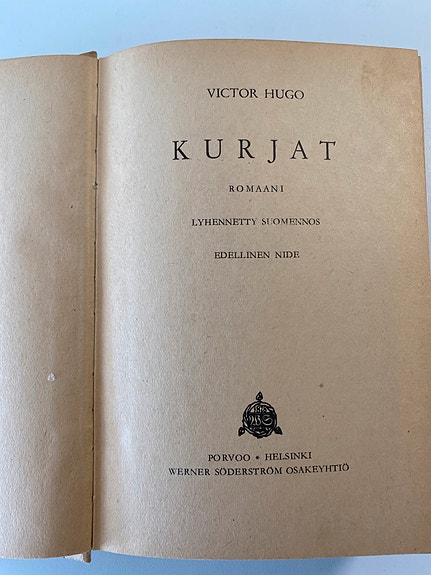 VICTOR HUGO
KURJAT
ROMAANI
LYHENNETTY SUOMENNOS
EDELLINEN NIDE
PORVOO • HELSINKI
WERNER SÖDERSTRÖM OSAKEYHTIÖ